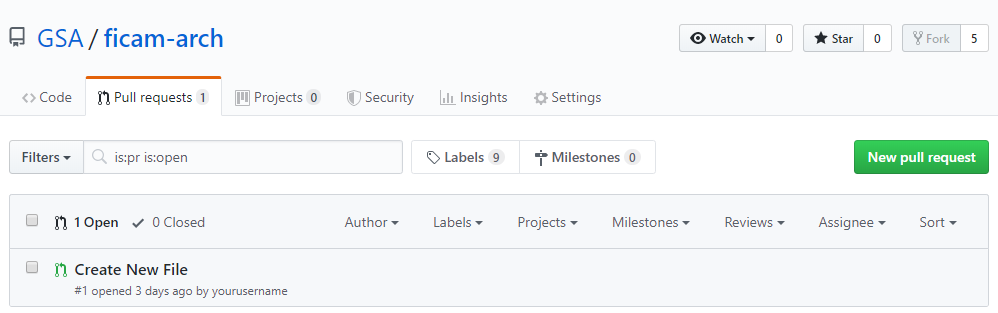 GSA / ficam-arch Watch 0 Star 0 Fork 5
Code Pull requests 1 Projects 0 Security Insights Settings
Filters is:pr is:open Labels 9 Milestones 0 New pull request
1 Open 0 Closed Author Labels Projects Milestones Reviews Assignee Sort
Create New File
#1 opened 3 days ago by yourusername